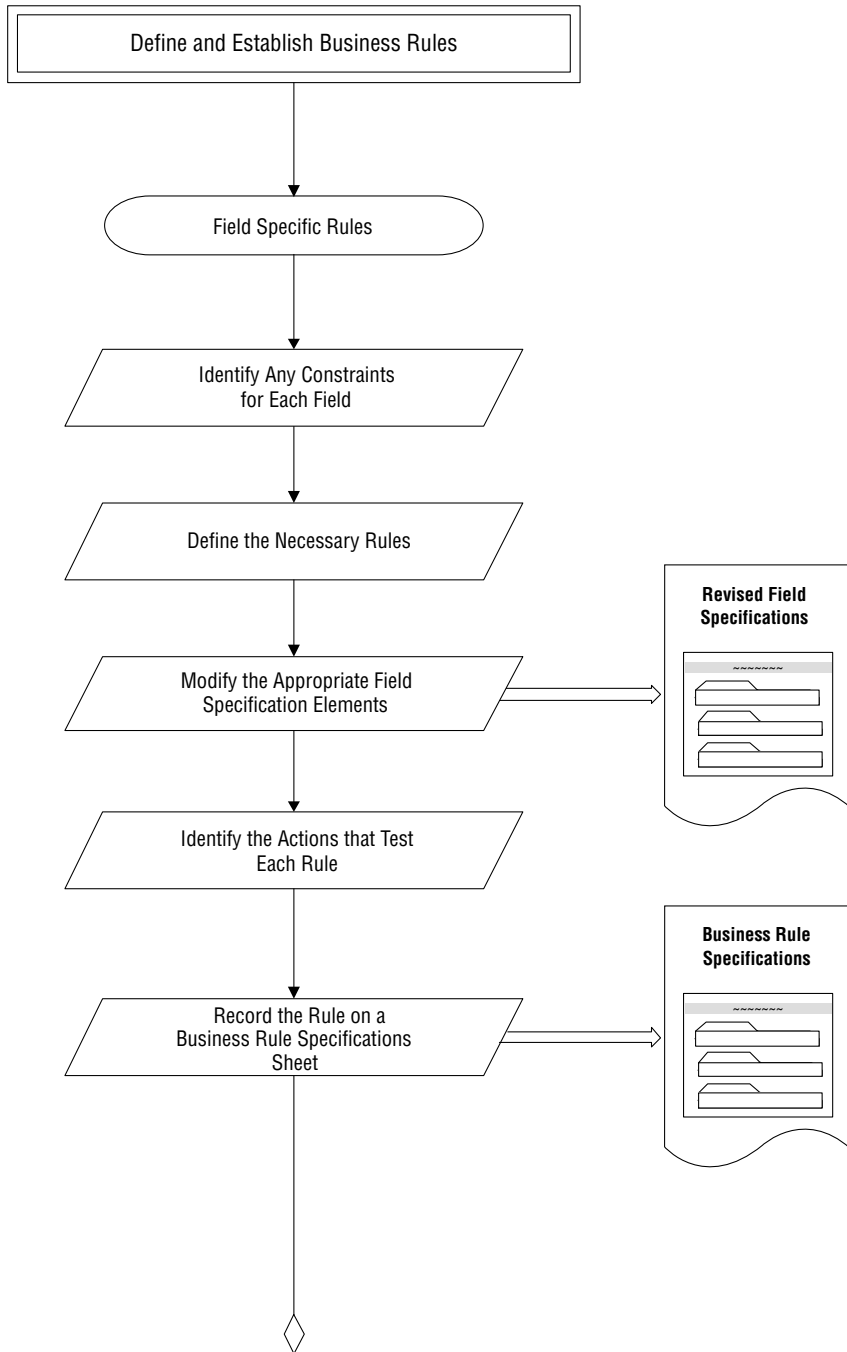 Define and Establish Business Rules
Field Specific Rules
Identify Any Constraints
for Each Field
Define the Necessary Rules
Modify the Appropriate Field
Specification Elements
Revised Field
Specifications
~~~~~~~
Identify the Actions that Test
Each Rule
Record the Rule on a
Business Rule Specifications
Sheet
Business Rule
Specifications
~~~~~~~